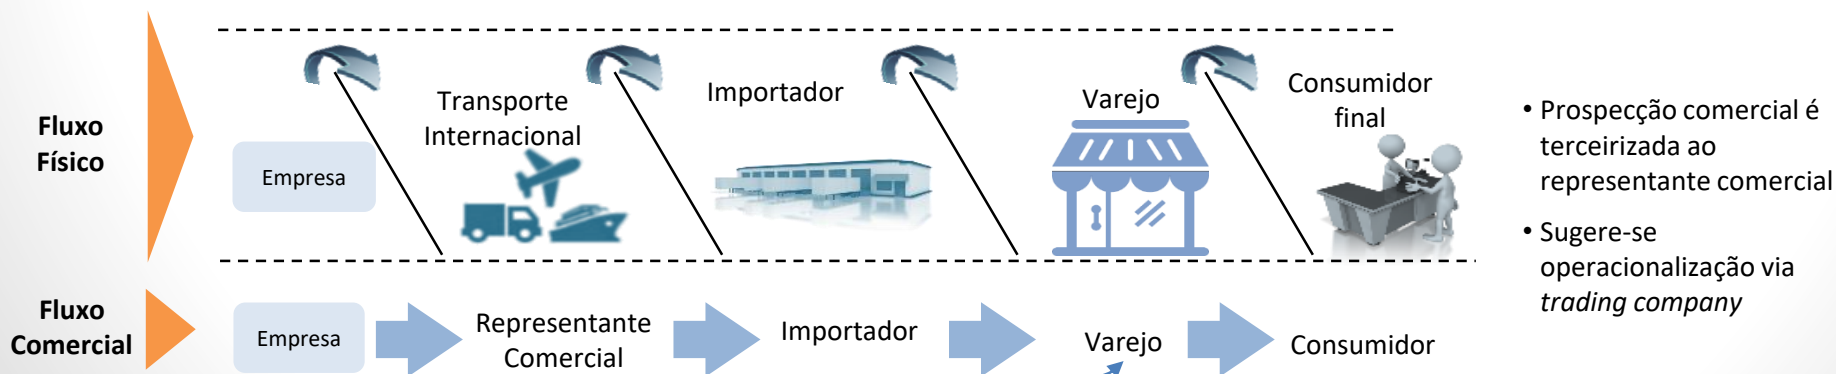 Fluxo
Físico
Empresa
Transporte
Internacional
Importador
Varejo
Consumidor
final
• Prospecção comercial é
terceirizada ao
representante comercial
• Sugere-se
operacionalização via
trading company
Fluxo
Comercial
Empresa
Representante
Comercial
Importador
Varejo
Consumidor